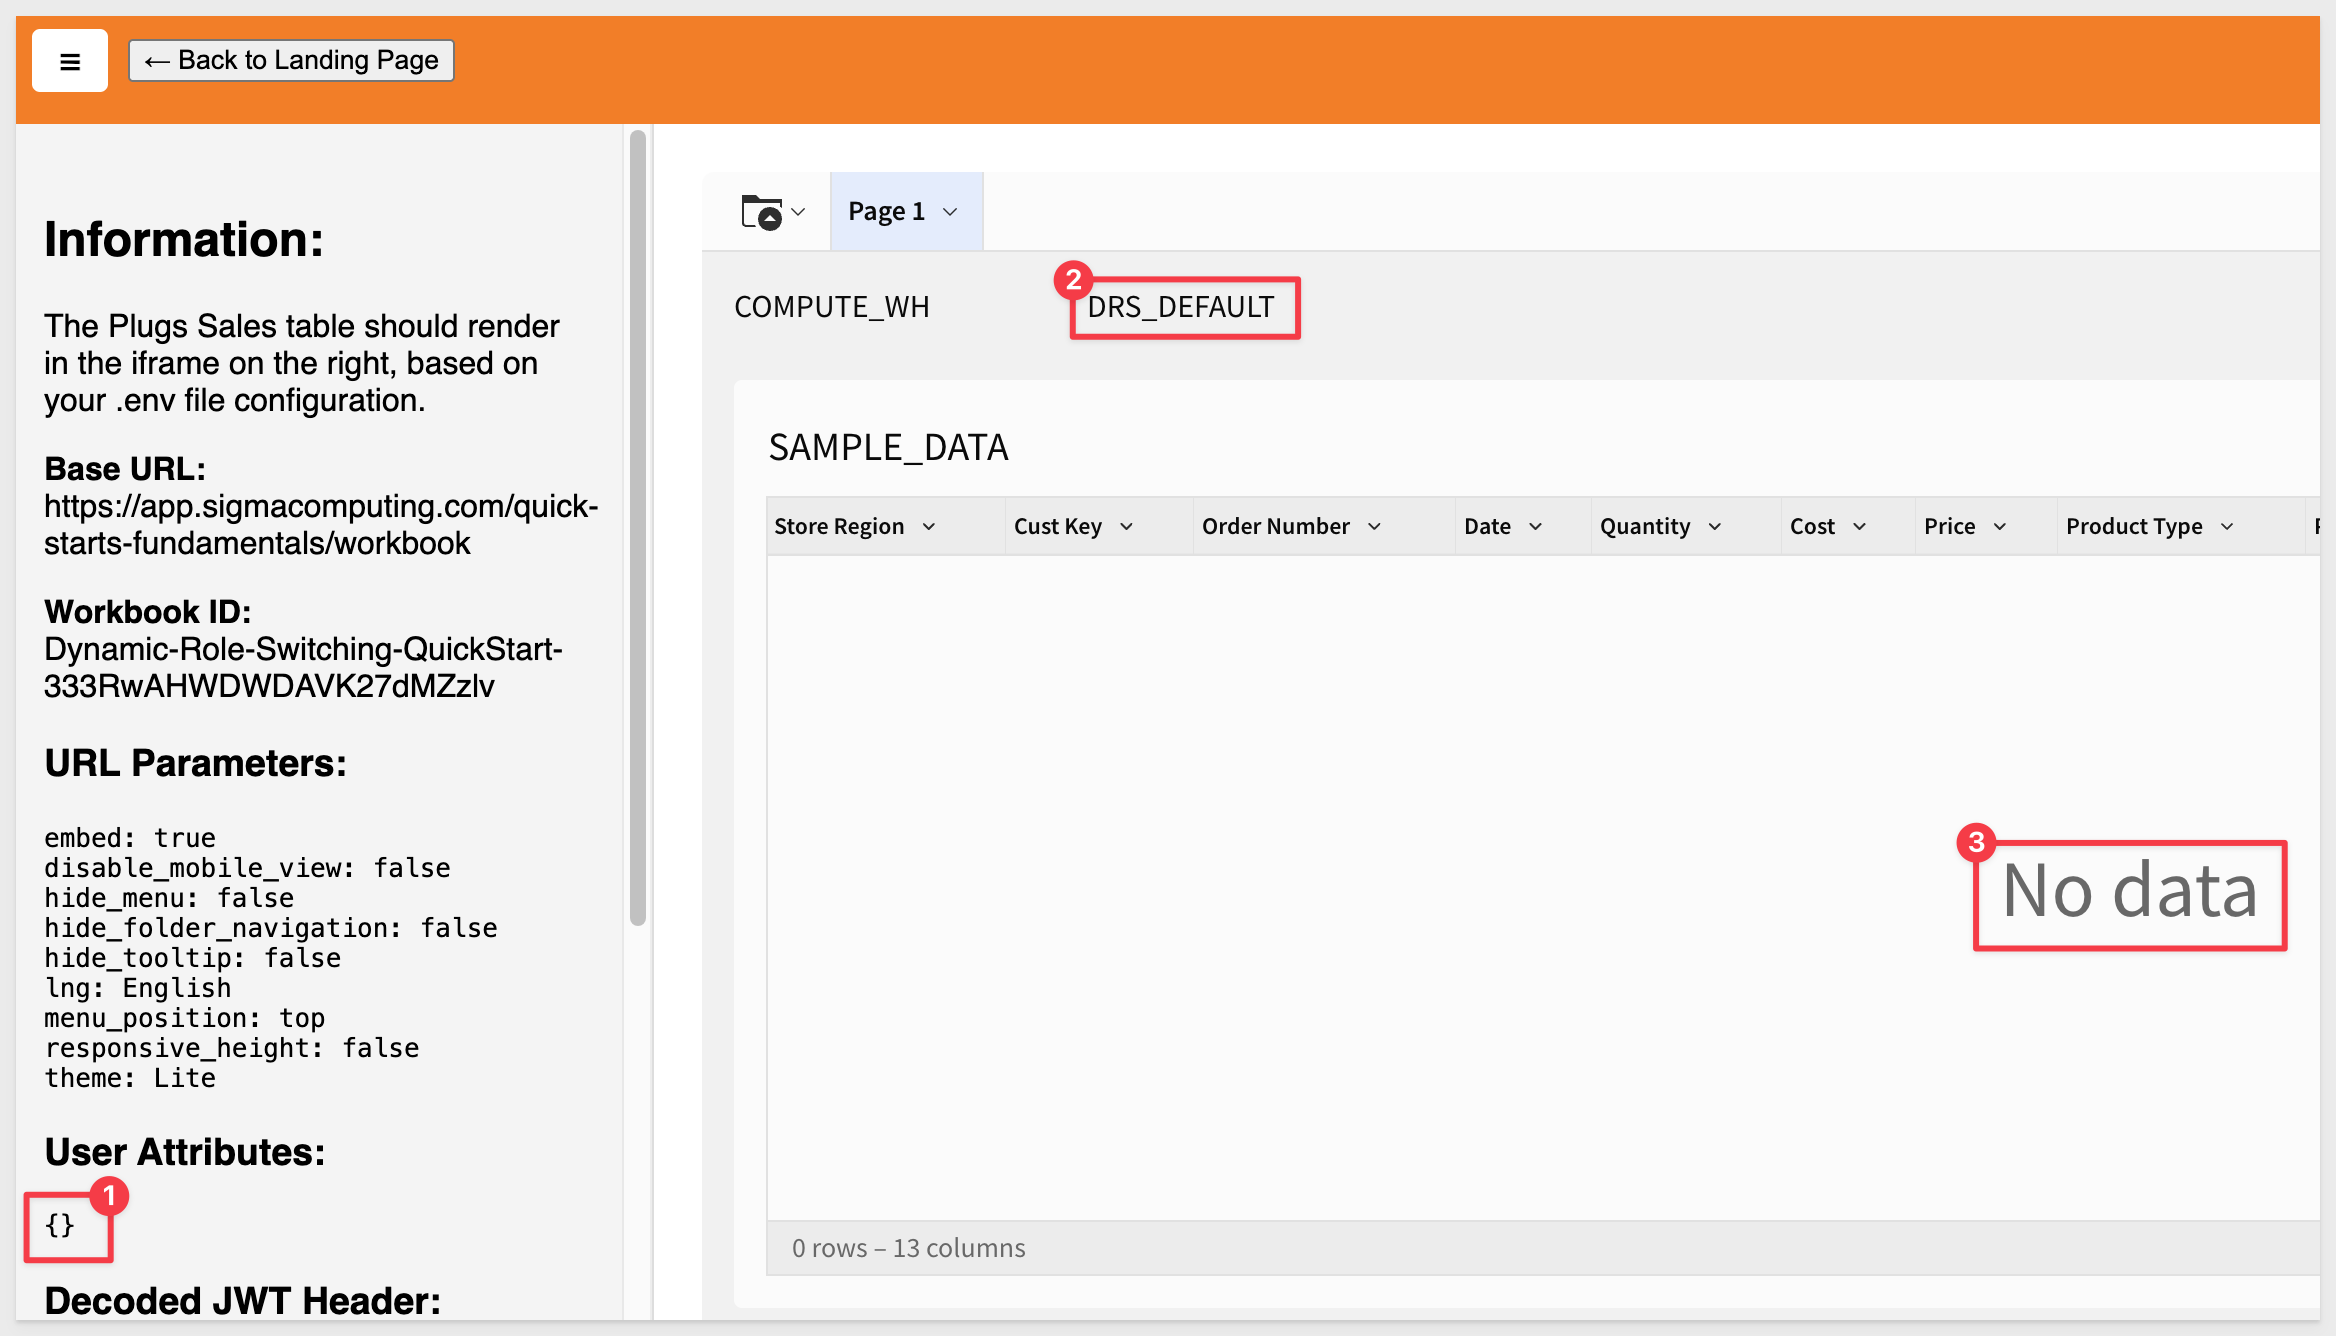 ← Back to Landing Page
Information:
The Plugs Sales table should render
in the iframe on the right, based on
your .env file configuration.
Base URL:
https://app.sigmacomputing.com/quick-
starts-fundamentals/workbook
Workbook ID:
Dynamic-Role-Switching-QuickStart-
333RwAHWDWDAVK27dMZzlv
URL Parameters:
embed: true
disable_mobile_view: false
hide_menu: false
hide_folder_navigation: false
hide_tooltip: false
lng: English
menu_position: top
responsive_height: false
theme: Lite
User Attributes:
1
{}
Decoded JWT Header:
Page 1
COMPUTE_WH
2
DRS_DEFAULT
SAMPLE_DATA
Store Region Cust Key Order Number Date Quantity Cost Price Product Type
3
No data
0 rows – 13 columns